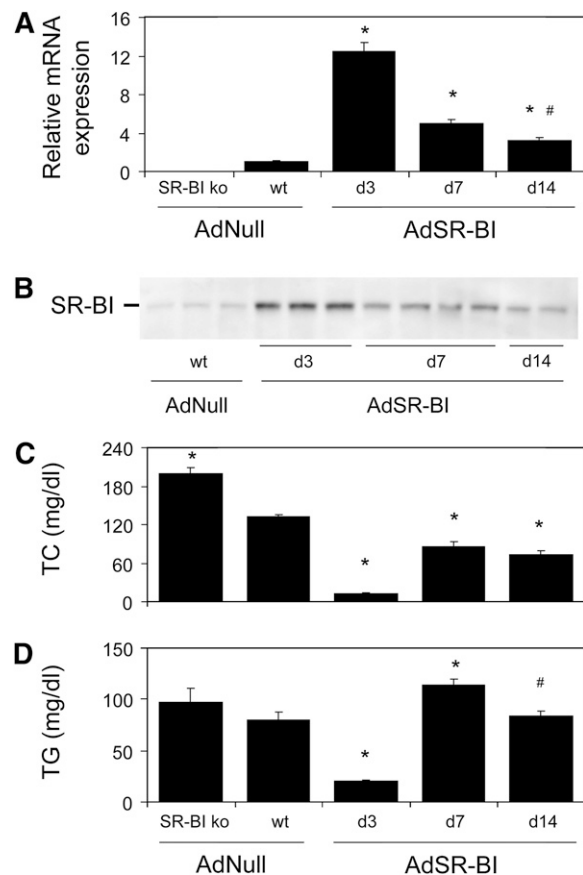 A
Relative mRNA
expression
16
12
8
4
0
*
*
* #
SR-BI ko wt d3 d7 d14
AdNull AdSR-BI
B
SR-BI
wt d3 d7 d14
AdNull AdSR-BI
C
TC (mg/dl)
240
180
120
60
0
*
*
*
*
D
TG (mg/dl)
150
100
50
0
*
*
#
SR-BI ko wt d3 d7 d14
AdNull AdSR-BI